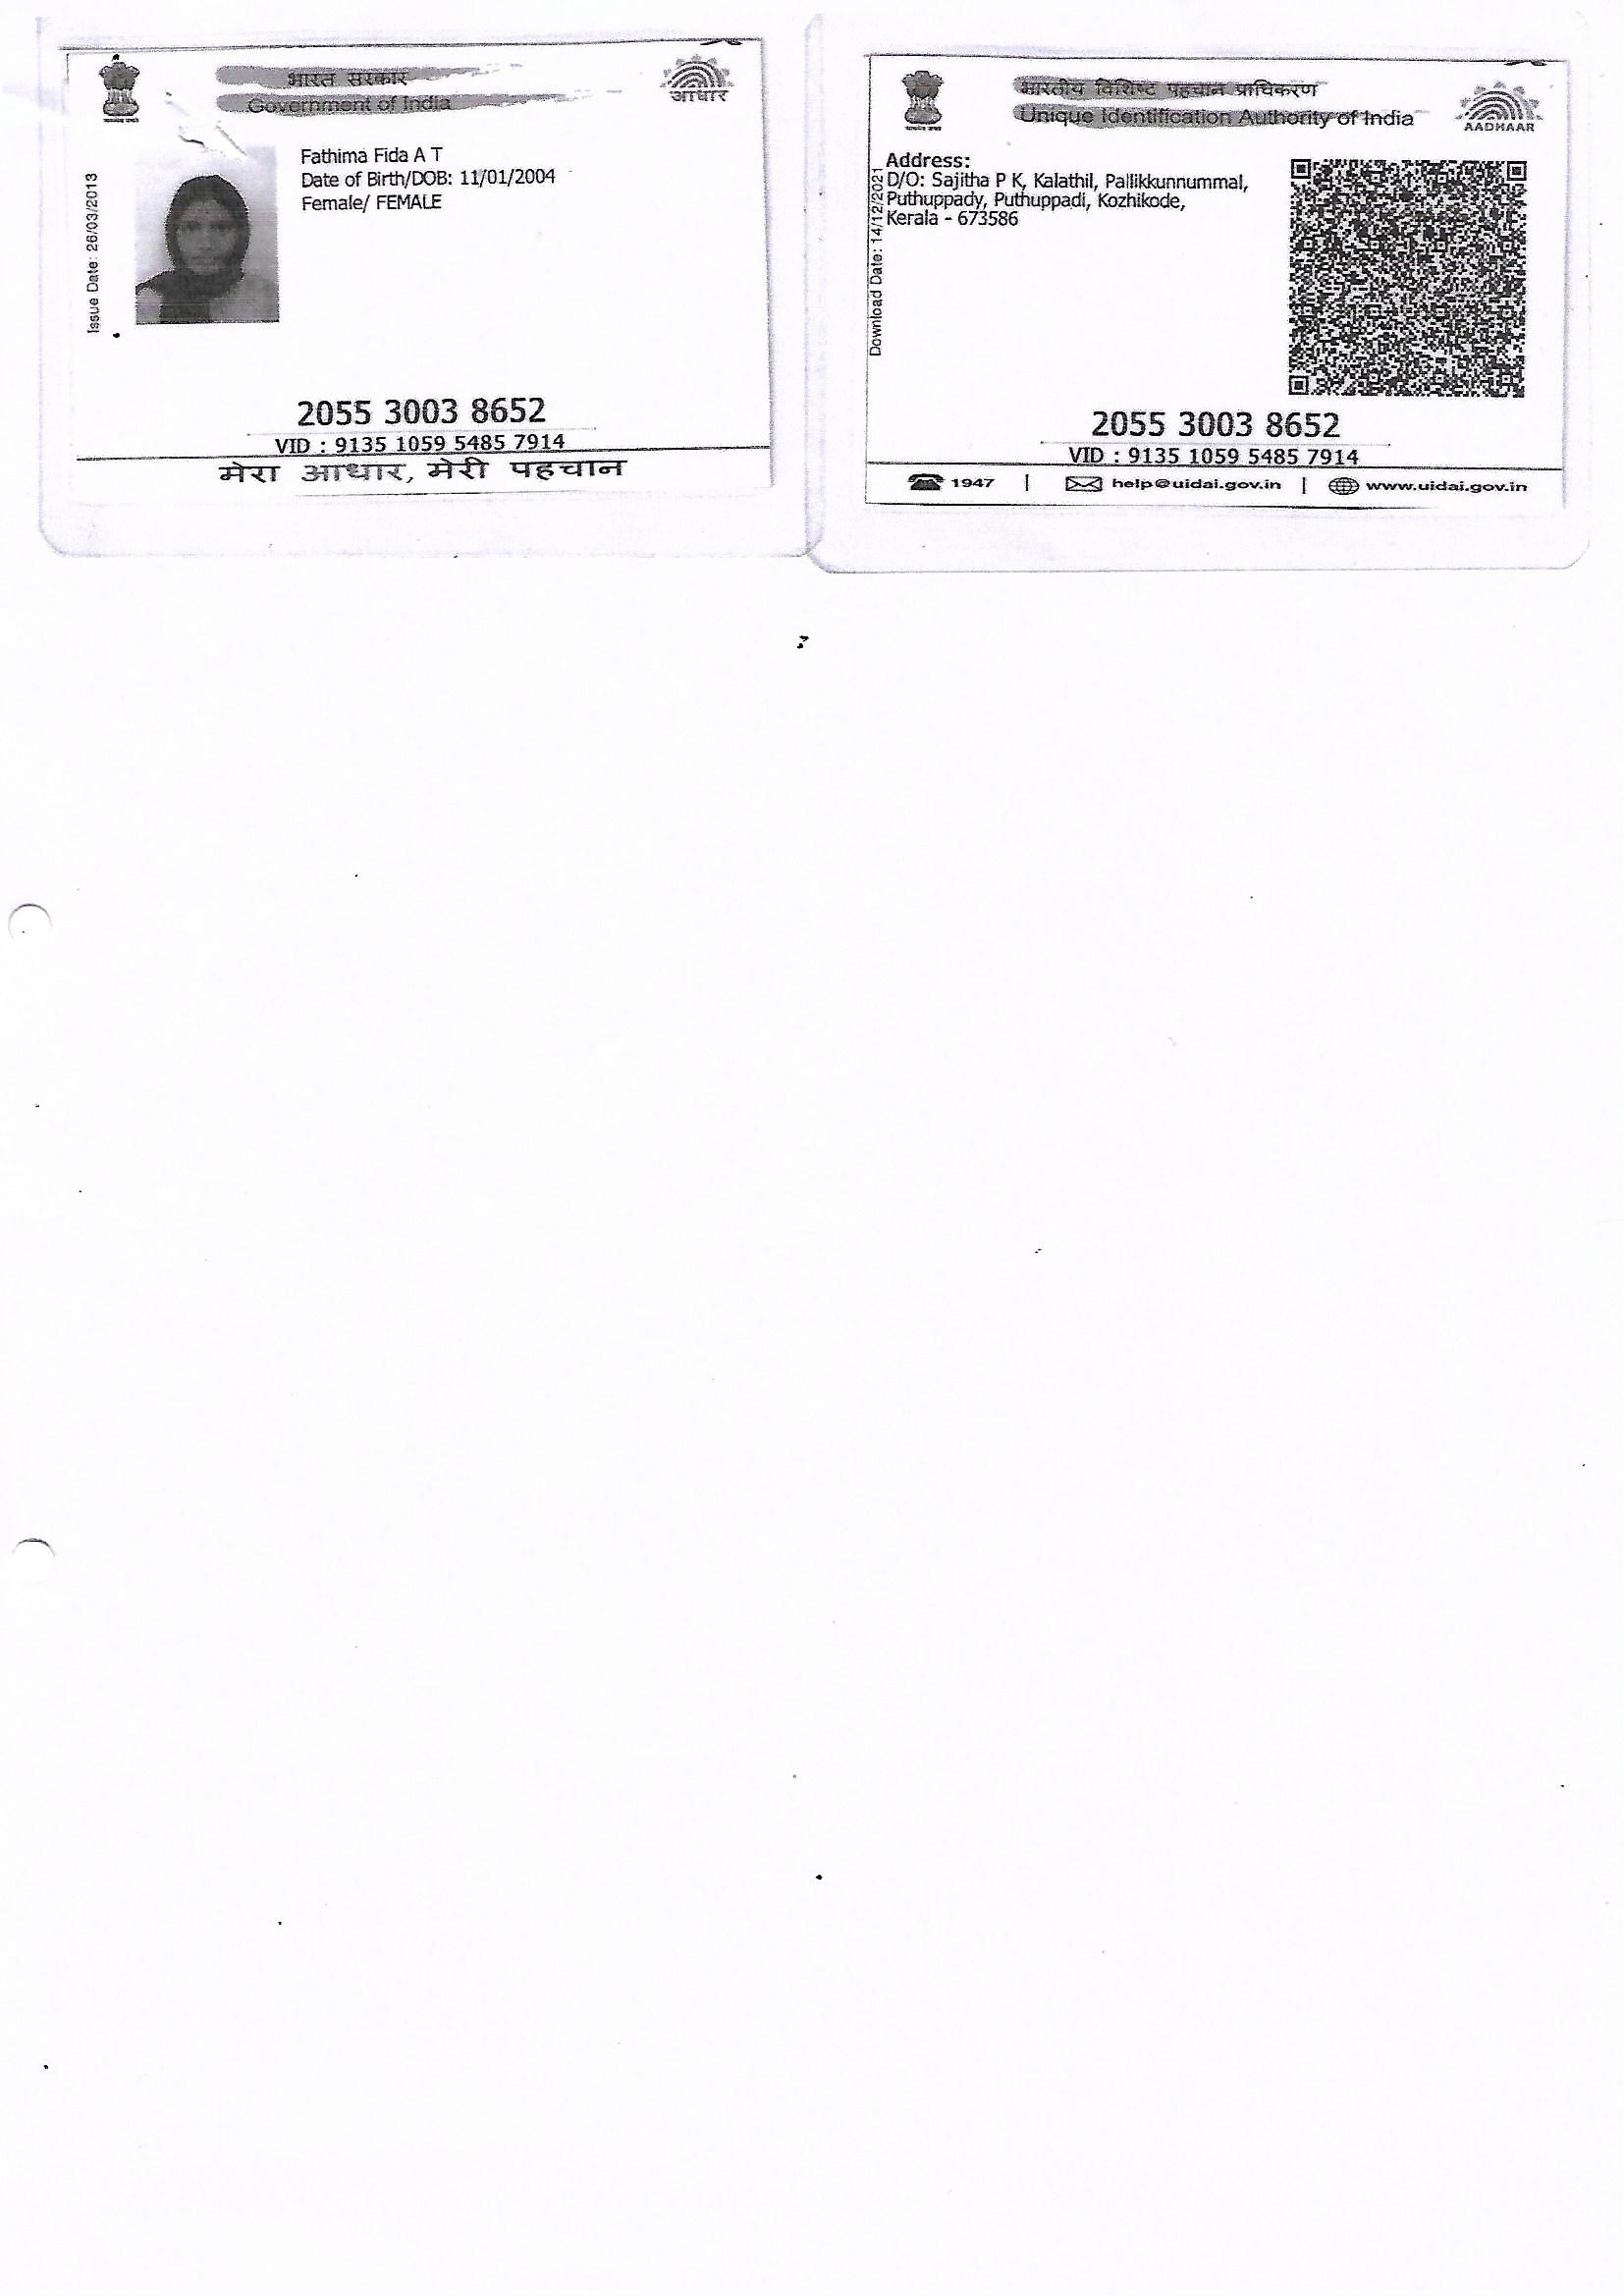 भारत सरकार
Government of India
आधार
Issue Date: 26/03/2013
Fathima Fida A T
Date of Birth/DOB: 11/01/2004
Female/ FEMALE
2055 3003 8652
VID : 9135 1059 5485 7914
मेरा आधार, मेरी पहचान
भारतीय विशिष्ट पहचान प्राधिकरण
Unique Identification Authority of India
AADHAAR
Download Date: 14/12/2021
Address:
D/O: Sajitha P K, Kalathil, Pallikkunnummal,
Puthuppady, Puthuppadi, Kozhikode,
Kerala - 673586
2055 3003 8652
VID : 9135 1059 5485 7914
1947 | help@uidai.gov.in | www.uidai.gov.in